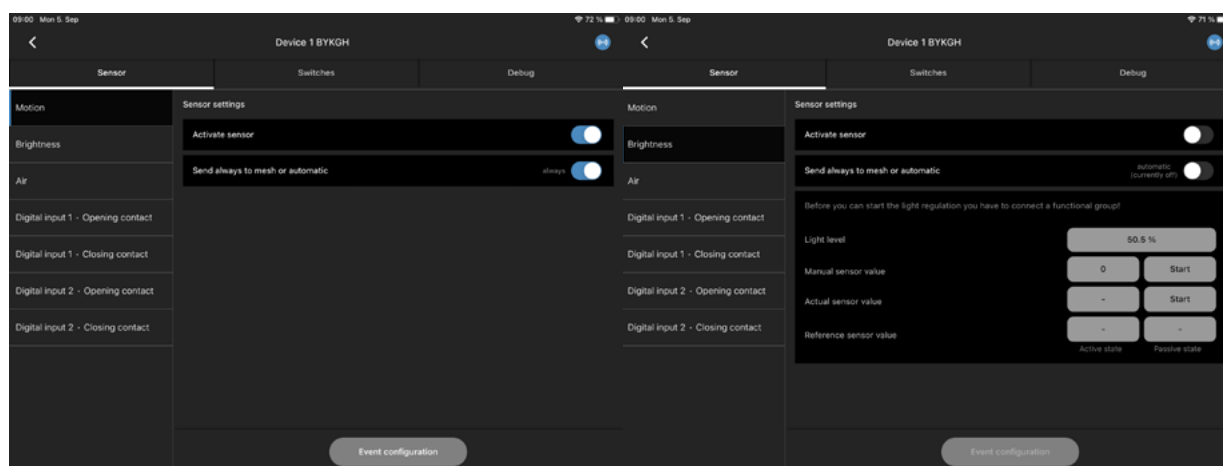 09:00 Mon 5. Sep
72 %
Device 1 BYKGH
Sensor
Switches
Debug
Motion
Brightness
Air
Digital input 1 - Opening contact
Digital input 1 - Closing contact
Digital input 2 - Opening contact
Digital input 2 - Closing contact
Sensor settings
Activate sensor
Send always to mesh or automatic
always
Event configuration
09:00 Mon 5. Sep
71 %
Device 1 BYKGH
Sensor
Switches
Debug
Motion
Brightness
Air
Digital input 1 - Opening contact
Digital input 1 - Closing contact
Digital input 2 - Opening contact
Digital input 2 - Closing contact
Sensor settings
Activate sensor
Send always to mesh or automatic
automatic
(currently off)
Before you can start the light regulation you have to connect a functional group!
Light level
50.5 %
Manual sensor value
0
Start
Actual sensor value
-
Start
Reference sensor value
-
-
Active state
Passive state
Event configuration